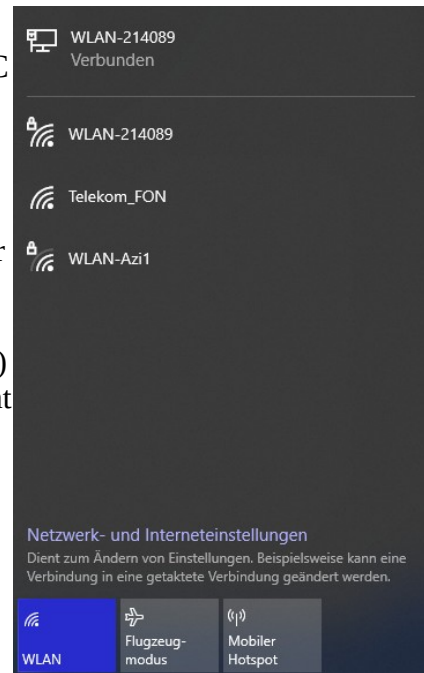 WLAN-214089
Verbunden
C
WLAN-214089
Telekom_FON
r
WLAN-Azi1
)
Netzwerk- und Interneteinstellungen
Dient zum Ändern von Einstellungen. Beispielsweise kann eine
Verbindung in eine getaktete Verbindung geändert werden.
WLAN
Flugzeug-
modus
Mobiler
Hotspot